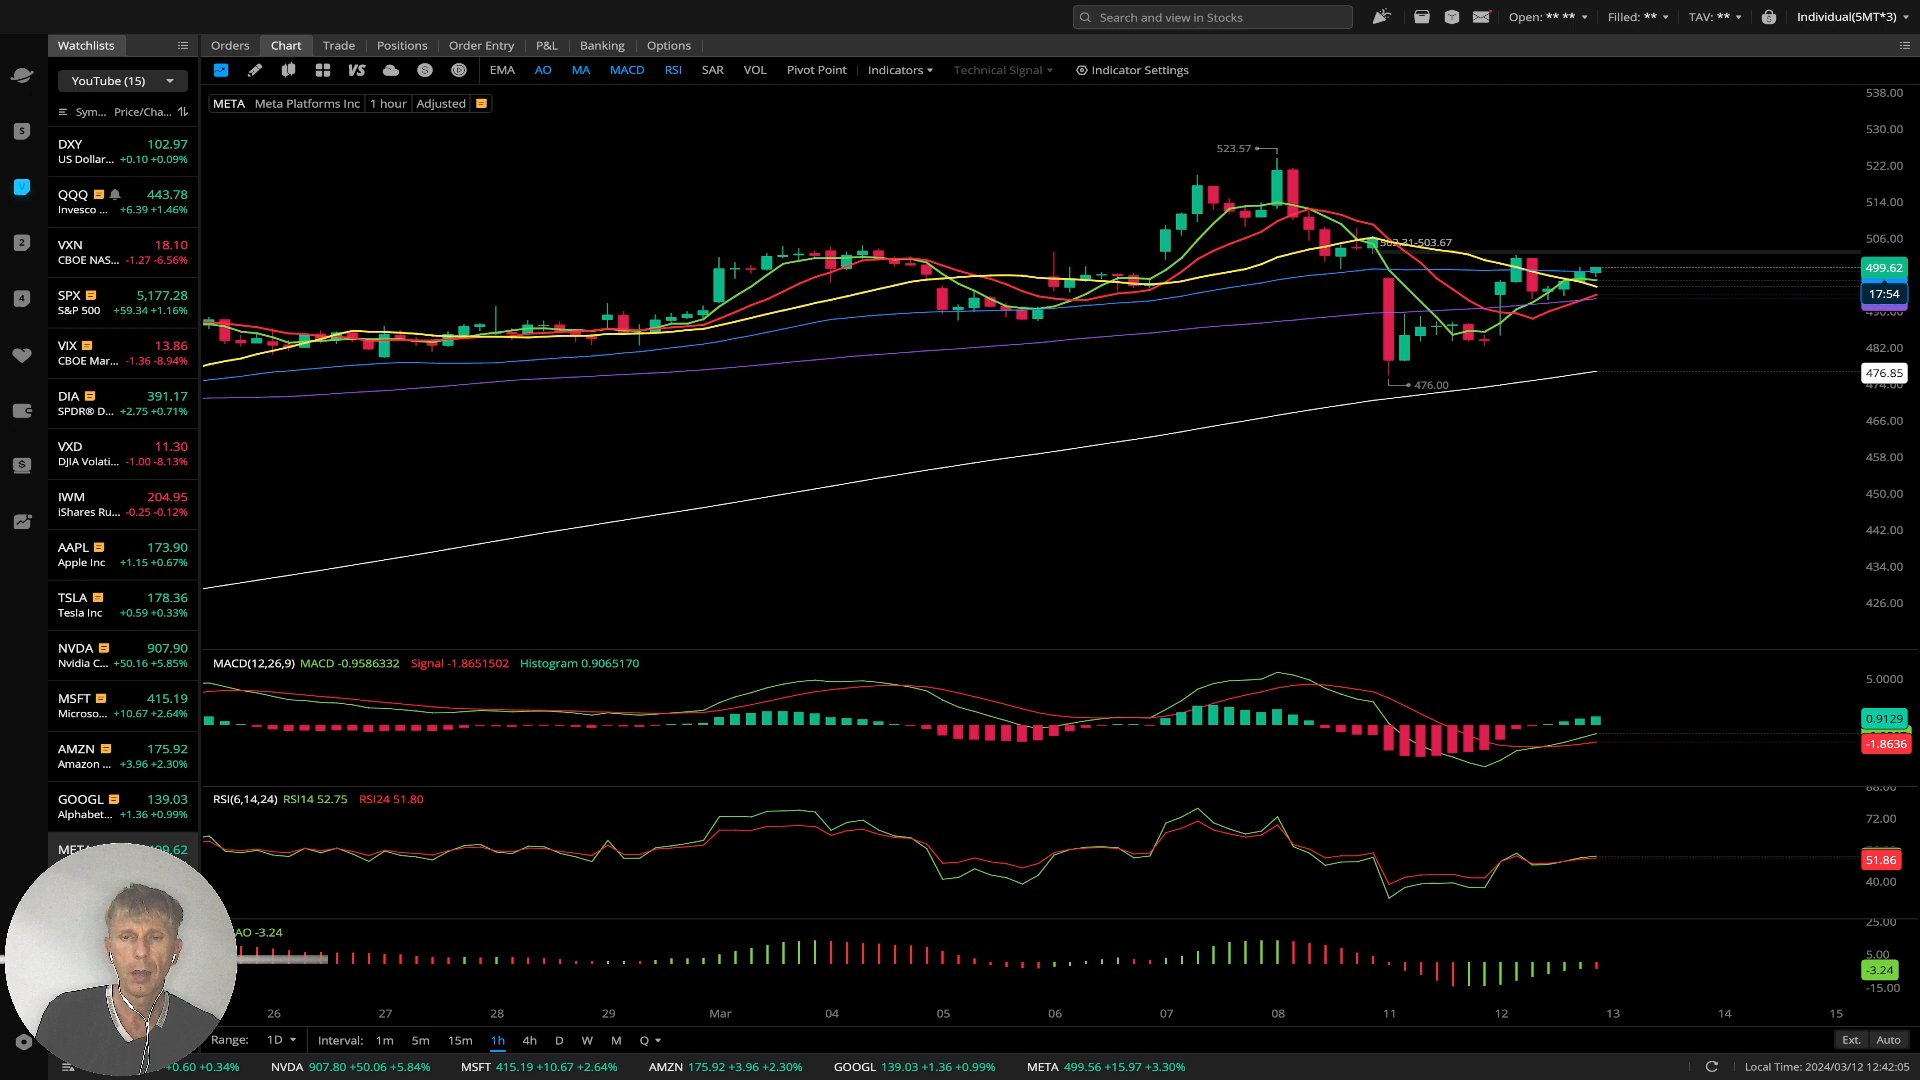 Search and view in Stocks
Open: ** **
Filled: **
TAV: **
Individual(5MT*3)
Watchlists
Orders Chart Trade Positions Order Entry P&L Banking Options
YouTube (15)
EMA AO MA MACD RSI SAR VOL Pivot Point Indicators Technical Signal Indicator Settings
Sym... Price/Cha...
META Meta Platforms Inc 1 hour Adjusted
DXY 102.97
US Dollar... +0.10 +0.09%
QQQ 443.78
Invesco ... +6.39 +1.46%
VXN 18.10
CBOE NAS... -1.27 -6.56%
SPX 5,177.28
S&P 500 +59.34 +1.16%
VIX 13.86
CBOE Mar... -1.36 -8.94%
DIA 391.17
SPDR® D... +2.75 +0.71%
VXD 11.30
DJIA Volati... -1.00 -8.13%
IWM 204.95
iShares Ru... -0.25 -0.12%
AAPL 173.90
Apple Inc +1.15 +0.67%
TSLA 178.36
Tesla Inc +0.59 +0.33%
NVDA 907.90
Nvidia C... +50.16 +5.85%
MSFT 415.19
Microso... +10.67 +2.64%
AMZN 175.92
Amazon ... +3.96 +2.30%
GOOGL 139.03
Alphabet... +1.36 +0.99%
523.57
476.00
538.00
530.00
522.00
514.00
506.00
499.62
17:54
482.00
476.85
466.00
458.00
450.00
442.00
434.00
426.00
MACD(12,26,9) MACD -0.9586332 Signal -1.8651502 Histogram 0.9065170
5.0000
0.9129
-1.8636
RSI(6,14,24) RSI14 52.75 RSI24 51.80
72.00
51.86
40.00
AO -3.24
25.00
5.00
-3.24
-15.00
26 27 28 29 Mar 04 05 06 07 08 11 12 13 14 15
Range: 1D Interval: 1m 5m 15m 1h 4h D W M Q Ext. Auto
+0.60 +0.34% NVDA 907.80 +50.06 +5.84% MSFT 415.19 +10.67 +2.64% AMZN 175.92 +3.96 +2.30% GOOGL 139.03 +1.36 +0.99% META 499.56 +15.97 +3.30% Local Time: 2024/03/12 12:42:05